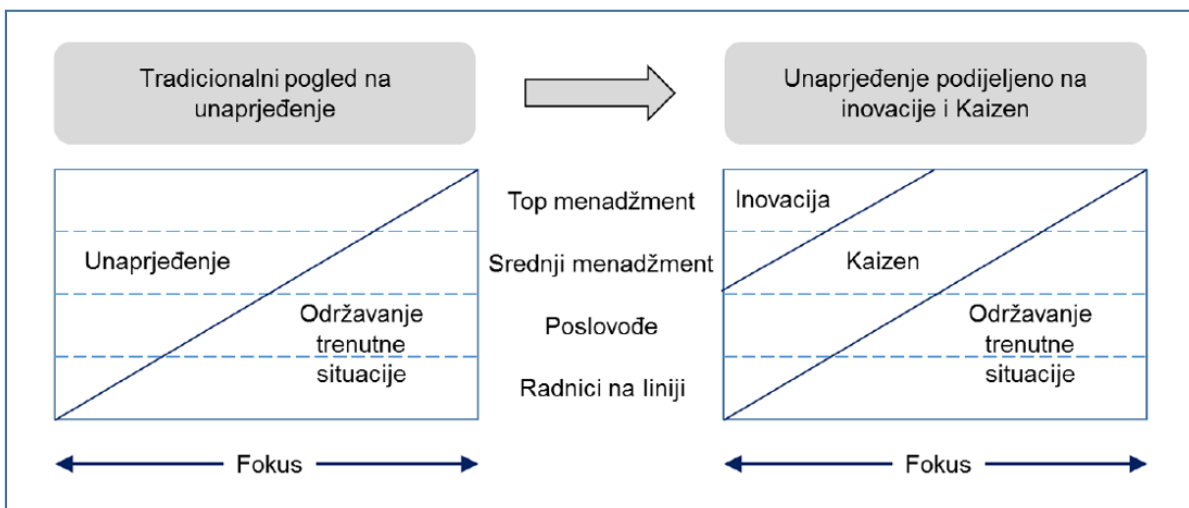 Tradicionalni pogled na
unaprjeđenje
Unaprjeđenje podijeljeno na
inovacije i Kaizen
Unaprjeđenje
Održavanje
trenutne
situacije
Fokus
Top menadžment
Srednji menadžment
Poslovođe
Radnici na liniji
Inovacija
Kaizen
Održavanje
trenutne
situacije
Fokus